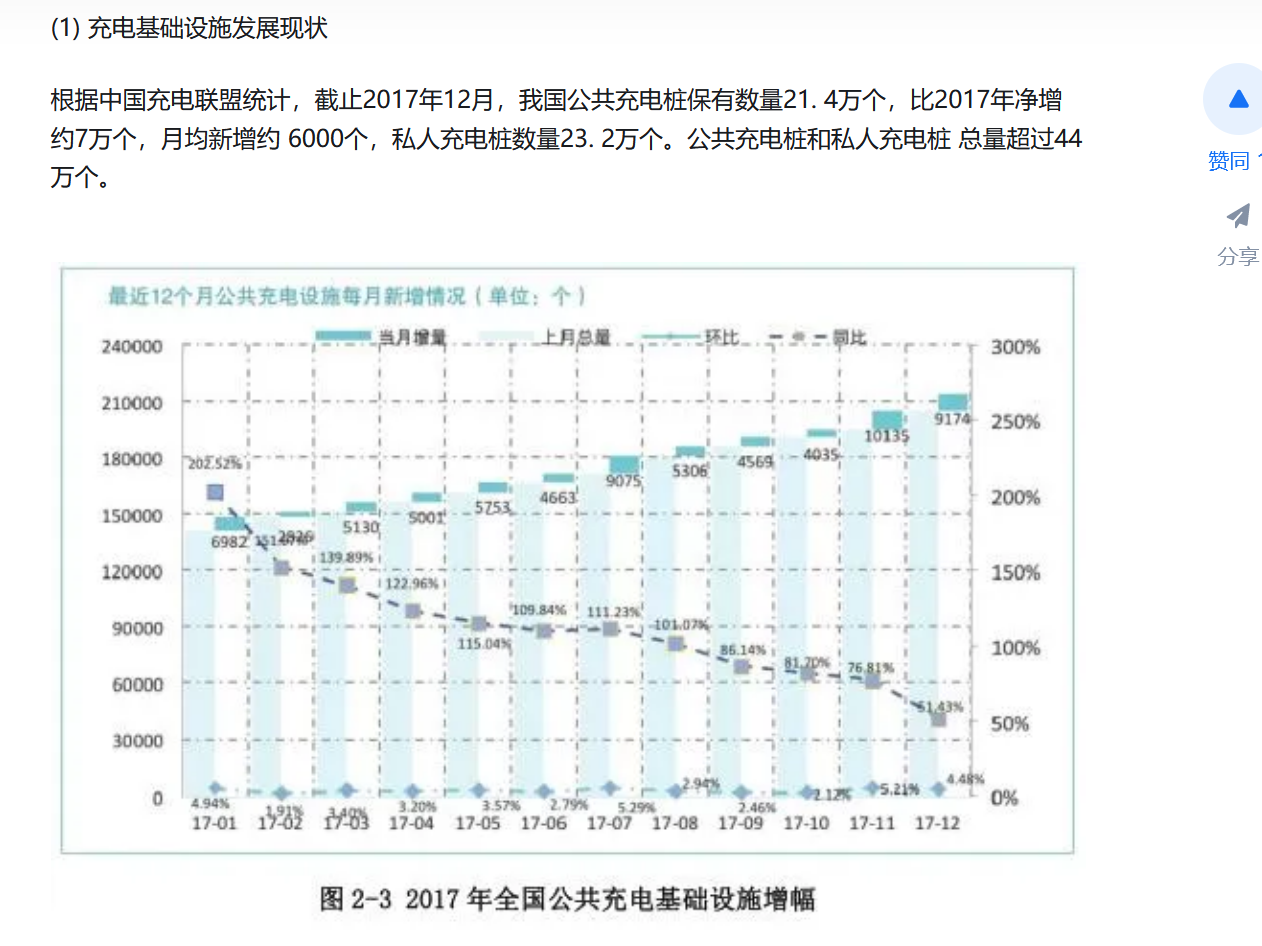 (1) 充电基础设施发展现状
根据中国充电联盟统计，截止2017年12月，我国公共充电桩保有数量21. 4万个，比2017年净增
约7万个，月均新增约 6000个，私人充电桩数量23. 2万个。公共充电桩和私人充电桩 总量超过44
万个。
赞同
分享
最近12个月公共充电设施每月新增情况（单位：个）
当月增量 上月总量 环比 同比
240000 300%
210000 250%
180000 200%
150000 150%
120000 100%
90000 50%
60000 0%
30000
0
6982 2826 5130 5001 5753 4663 9075 5306 4569 4035 10135 9174
202.52% 139.89% 122.96% 115.04% 109.84% 111.23% 101.07% 86.14% 81.70% 76.81% 51.43%
4.94% 1.91% 3.40% 3.20% 3.57% 2.79% 5.29% 2.94% 2.46% 2.12% 5.21% 4.48%
17-01 17-02 17-03 17-04 17-05 17-06 17-07 17-08 17-09 17-10 17-11 17-12
图 2-3 2017 年全国公共充电基础设施增幅